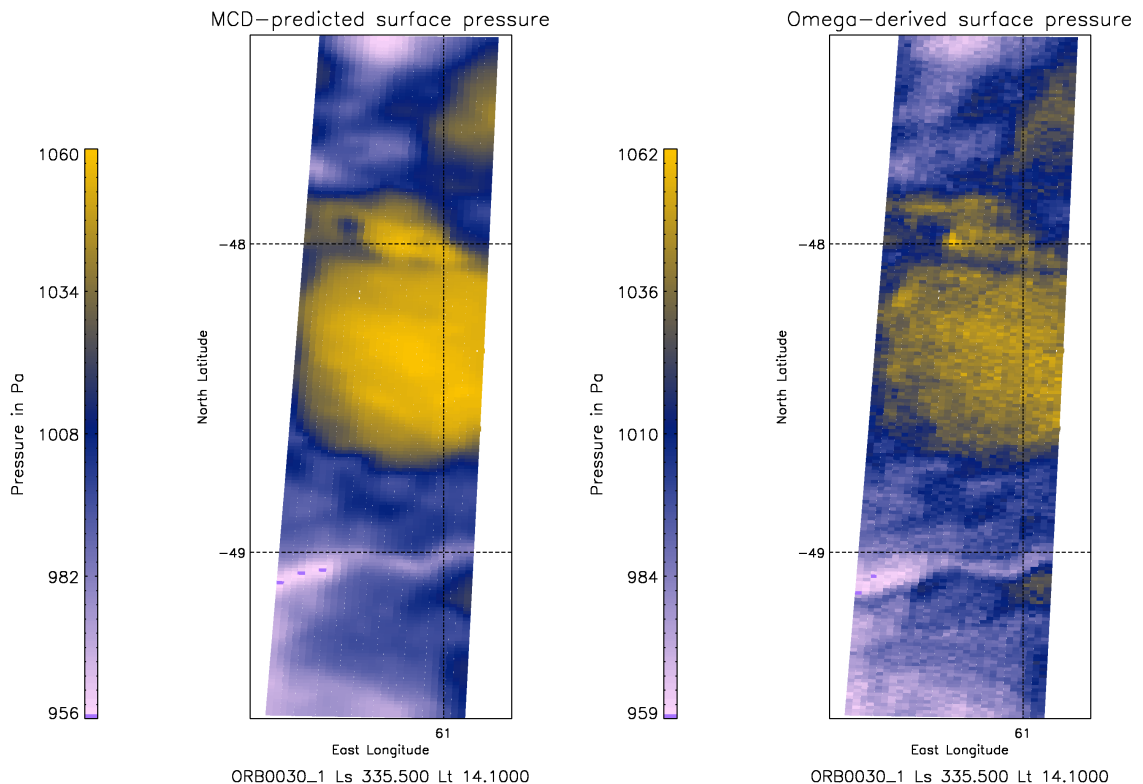 MCD-predicted surface pressure
1060
1034
1008
982
956
Pressure in Pa
North Latitude
-48
-49
61
East Longitude
ORB0030_1 Ls 335.500 Lt 14.1000
Omega-derived surface pressure
1062
1036
1010
984
959
Pressure in Pa
North Latitude
-48
-49
61
East Longitude
ORB0030_1 Ls 335.500 Lt 14.1000